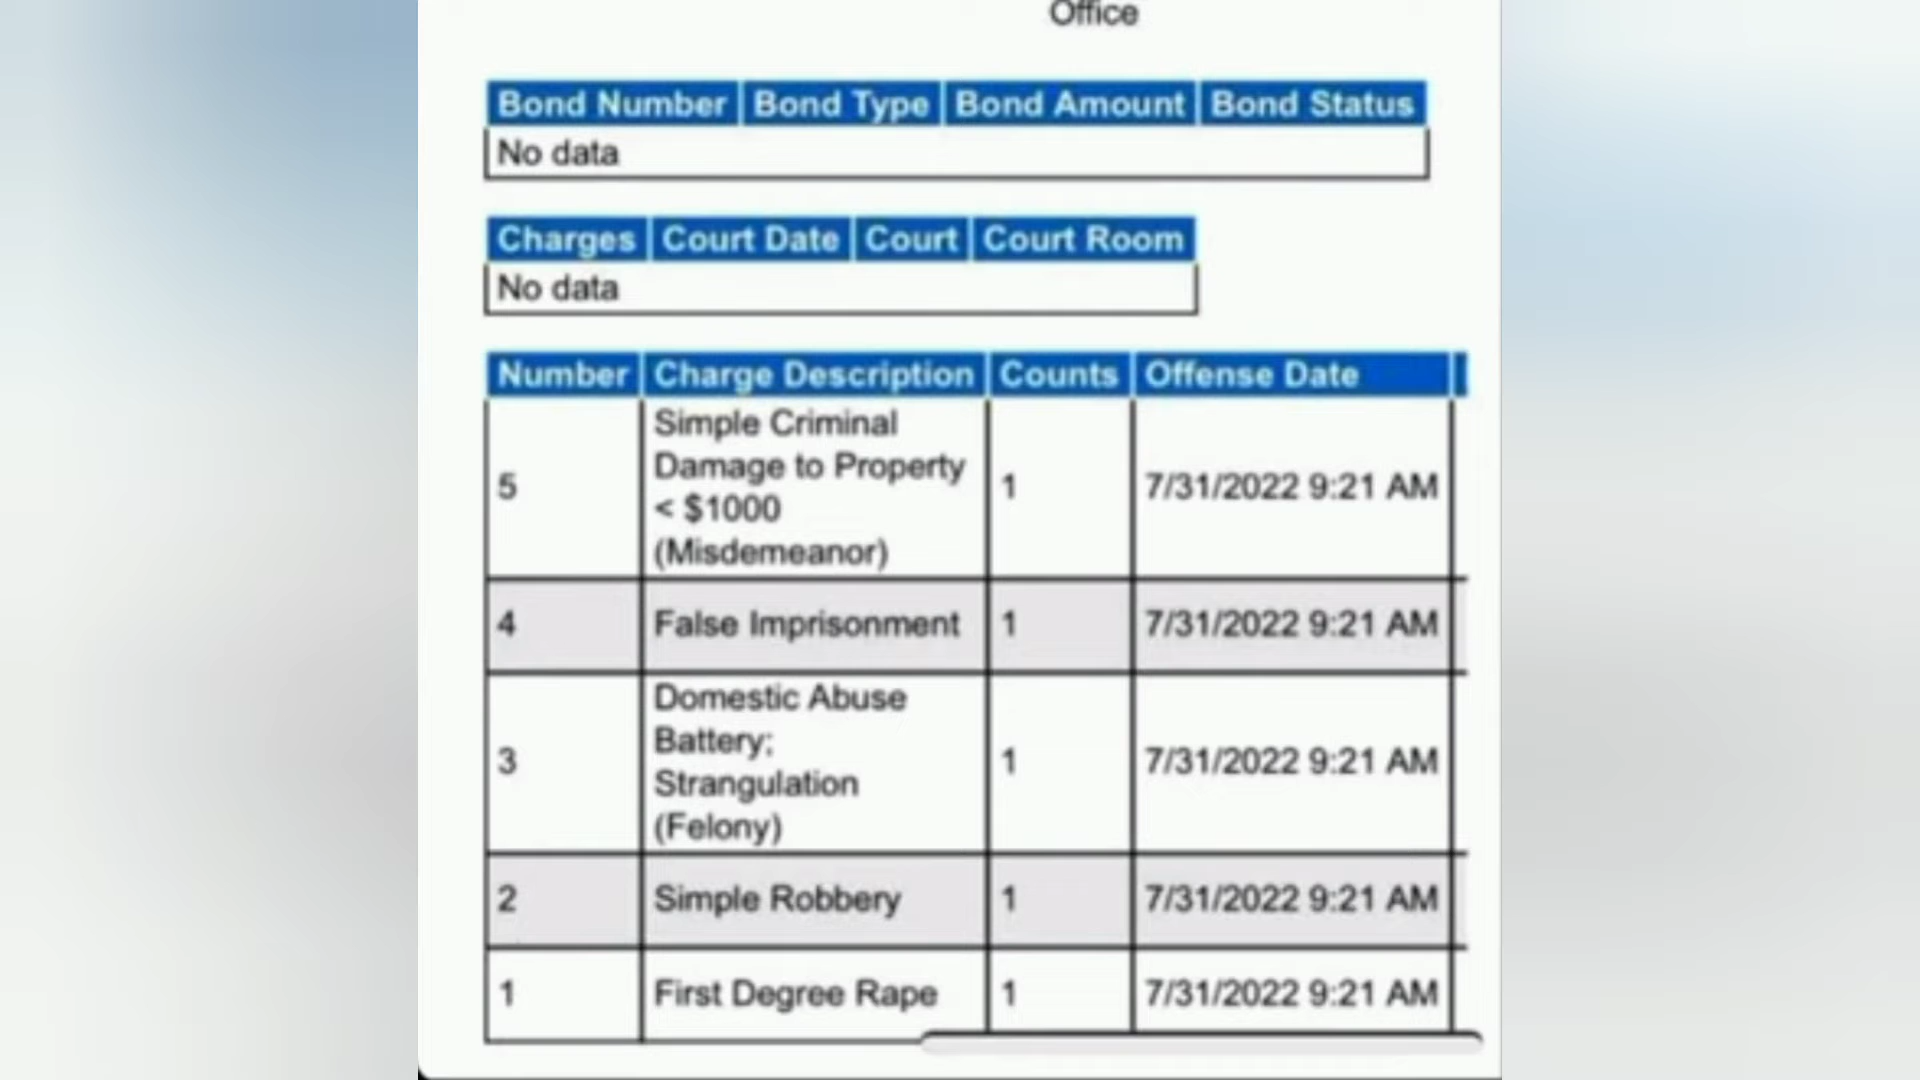 Office
Bond Number Bond Type Bond Amount Bond Status
No data
Charges Court Date Court Court Room
No data
Number Charge Description Counts Offense Date
5 Simple Criminal Damage to Property < $1000 (Misdemeanor) 1 7/31/2022 9:21 AM
4 False Imprisonment 1 7/31/2022 9:21 AM
3 Domestic Abuse Battery; Strangulation (Felony) 1 7/31/2022 9:21 AM
2 Simple Robbery 1 7/31/2022 9:21 AM
1 First Degree Rape 1 7/31/2022 9:21 AM